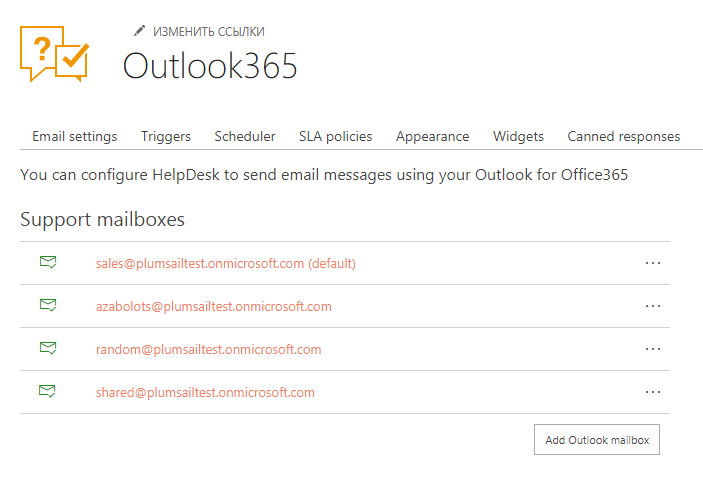 ИЗМЕНИТЬ ССЫЛКИ
Outlook365
Email settings Triggers Scheduler SLA policies Appearance Widgets Canned responses
You can configure HelpDesk to send email messages using your Outlook for Office365
Support mailboxes
sales@plumsailtest.onmicrosoft.com (default) ...
azabolots@plumsailtest.onmicrosoft.com ...
random@plumsailtest.onmicrosoft.com ...
shared@plumsailtest.onmicrosoft.com ...
Add Outlook mailbox